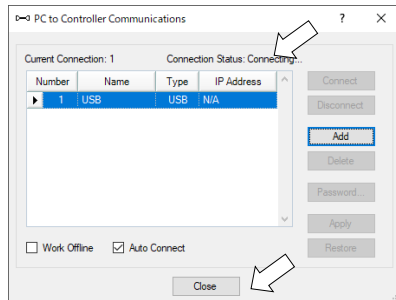 PC to Controller Communications
Current Connection: 1 Connection Status: Connecting...
Number Name Type IP Address
1 USB USB N/A
Connect
Disconnect
Add
Delete
Password...
Apply
Restore
Work Offline Auto Connect
Close